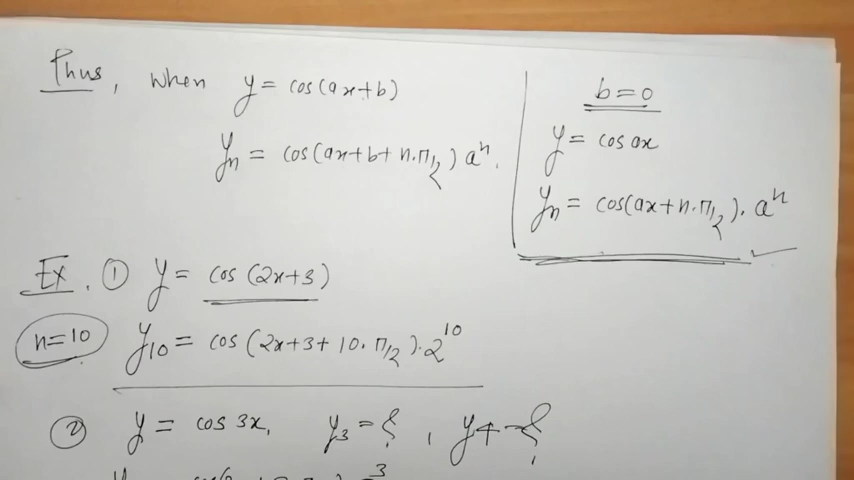 Thus, when y = cos(ax+b)
yn = cos(ax+b+n.π/2) a^n.
b=0
y = cos ax
yn = cos(ax+n.π/2). a^n
Ex. ① y = cos (2x+3)
n=10 y10 = cos (2x+3+10.π/2).2^10
② y = cos 3x, y3 = ? , y4 = ?